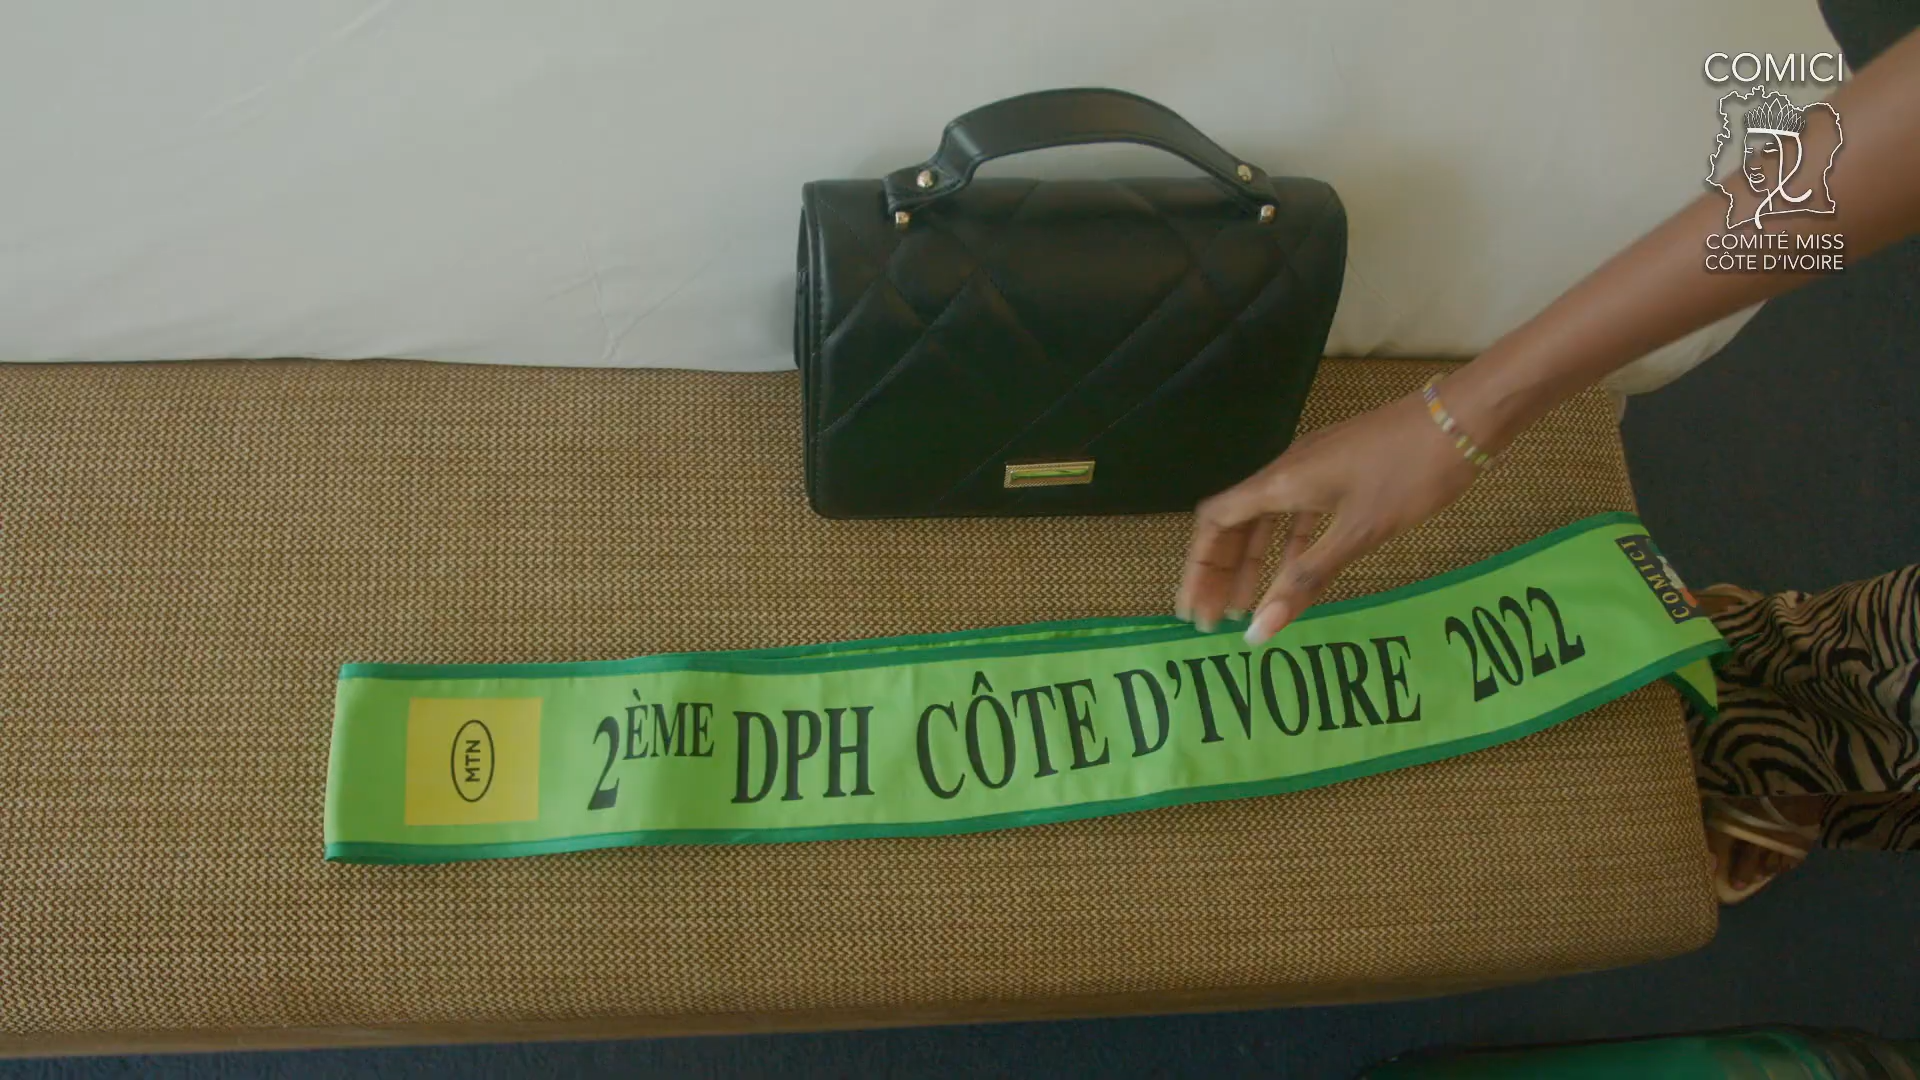 COMICI
COMITÉ MISS
CÔTE D'IVOIRE
COMICI
MTN
2ÈME DPH CÔTE D'IVOIRE 2022